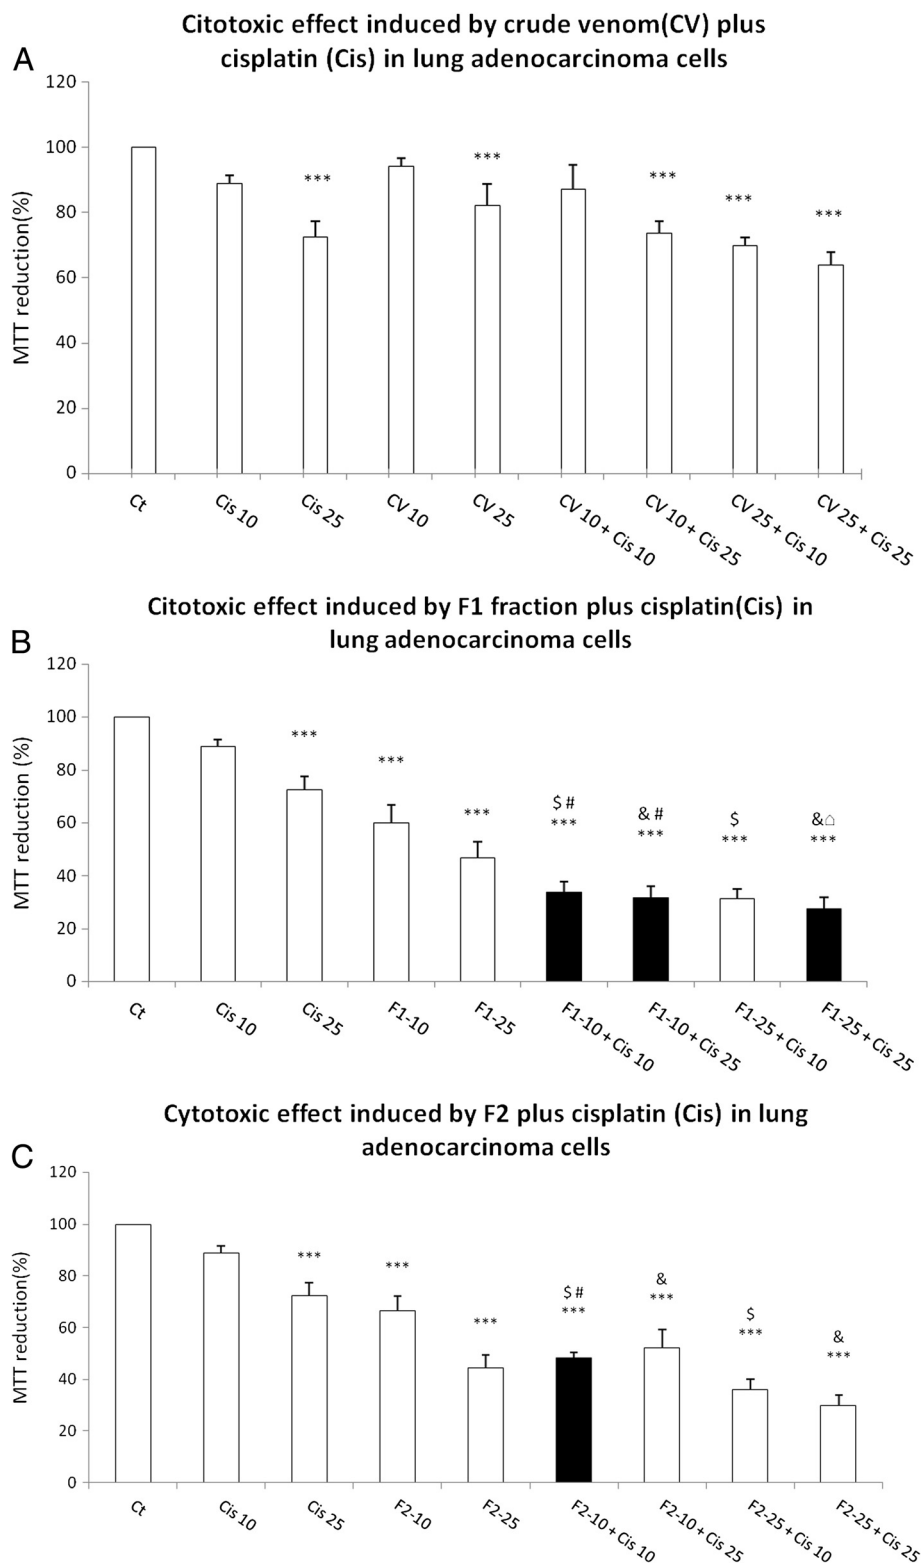 Citotoxic effect induced by crude venom(CV) plus
cisplatin (Cis) in lung adenocarcinoma cells
A
MTT reduction(%)
120
100
80
60
40
20
0
***
***
***
***
***
Ct
Cis 10
Cis 25
CV 10
CV 25
CV 10 + Cis 10
CV 10 + Cis 25
CV 25 + Cis 10
CV 25 + Cis 25
Citotoxic effect induced by F1 fraction plus cisplatin(Cis) in
lung adenocarcinoma cells
B
MTT reduction (%)
120
100
80
60
40
20
0
***
***
***
$ #
***
& #
***
$
***
&⌂
***
Ct
Cis 10
Cis 25
F1-10
F1-25
F1-10 + Cis 10
F1-10 + Cis 25
F1-25 + Cis 10
F1-25 + Cis 25
Cytotoxic effect induced by F2 plus cisplatin (Cis) in lung
adenocarcinoma cells
C
MTT reduction(%)
120
100
80
60
40
20
0
***
***
***
$ #
***
&
***
$
***
&
***
Ct
Cis 10
Cis 25
F2-10
F2-25
F2-10 + Cis 10
F2-10 + Cis 25
F2-25 + Cis 10
F2-25 + Cis 25